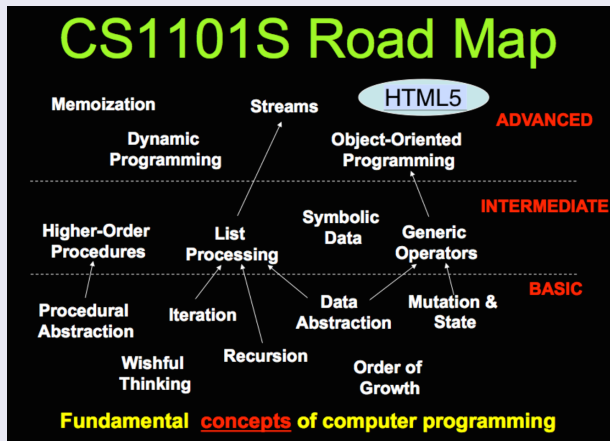 CS1101S Road Map
Memoization
Streams
HTML5
ADVANCED
Dynamic
Programming
Object-Oriented
Programming
INTERMEDIATE
Higher-Order
Procedures
List
Processing
Symbolic
Data
Generic
Operators
BASIC
Procedural
Abstraction
Iteration
Data
Abstraction
Mutation &
State
Wishful
Thinking
Recursion
Order of
Growth
Fundamental concepts of computer programming